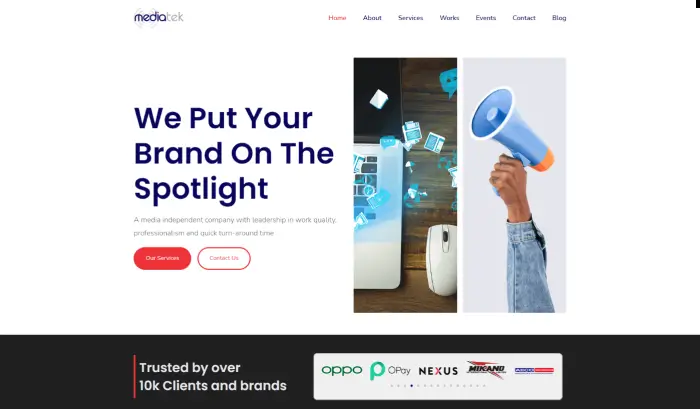 mediatek
Home About Services Works Events Contact Blog
We Put Your
Brand On The
Spotlight
A media independent company with leadership in work quality,
professionalism and quick turn-around time
Our Services Contact Us
Trusted by over
10k Clients and brands
oppo OPay NEXUS MIKANO